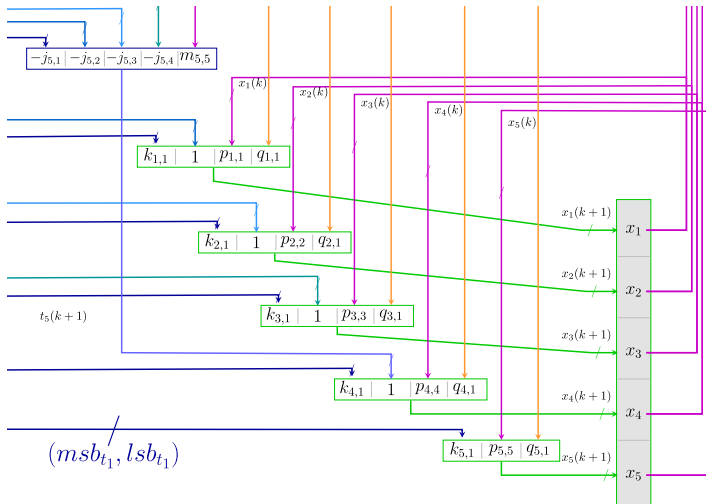 −j5,1 | −j5,2 | −j5,3 | −j5,4 | m5,5
x1(k)
x2(k)
x3(k)
x4(k)
x5(k)
k1,1 | 1 | p1,1 | q1,1
x1(k+1)
x1
k2,1 | 1 | p2,2 | q2,1
x2(k+1)
x2
k3,1 | 1 | p3,3 | q3,1
t5(k+1)
x3(k+1)
x3
k4,1 | 1 | p4,4 | q4,1
x4(k+1)
x4
k5,1 | p5,5 | q5,1
x5(k+1)
x5
(msbt1, lsbt1)